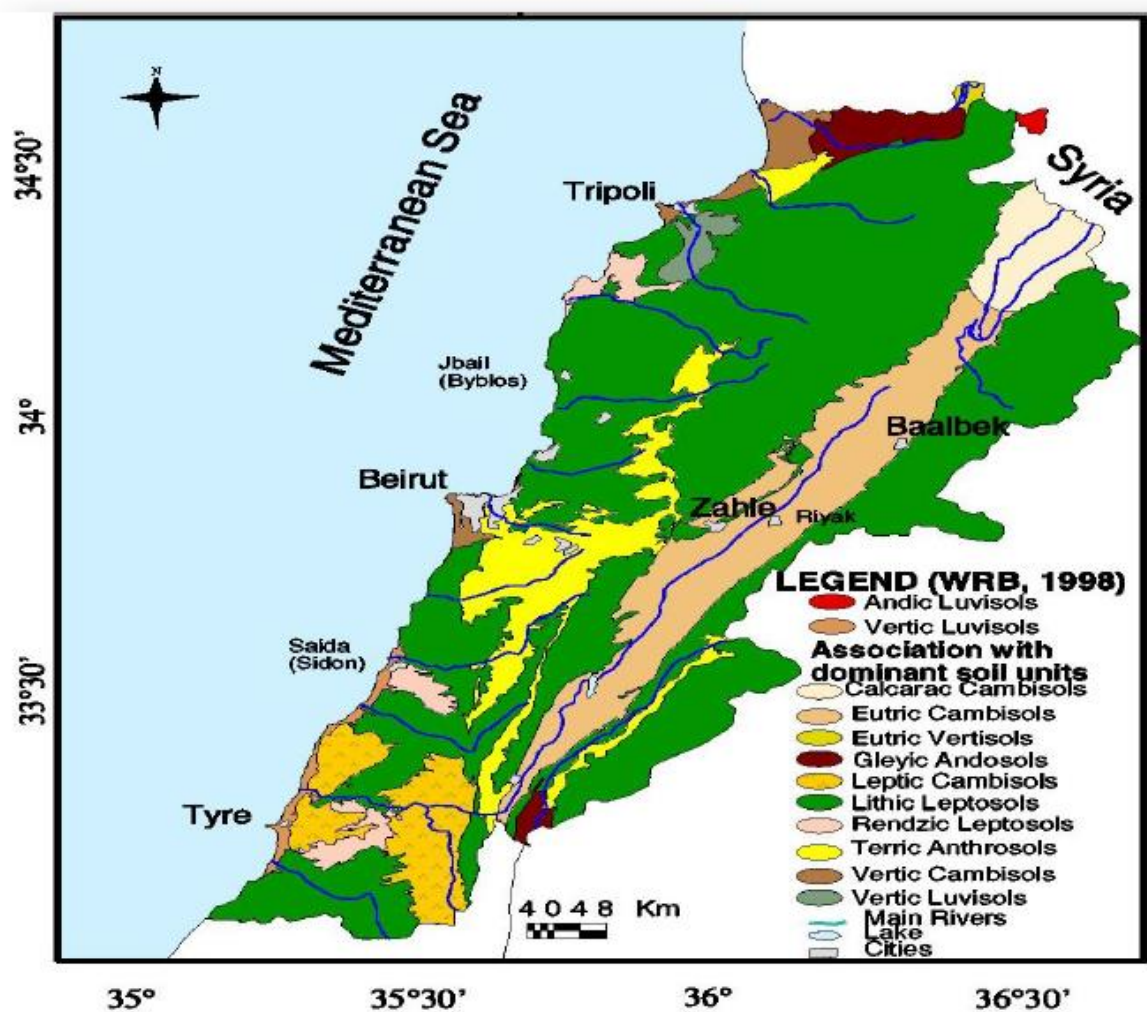 N
Mediterranean Sea
Syria
Tripoli
Jbail
(Byblos)
Beirut
Baalbek
Zahle
Riyak
Saida
(Sidon)
Tyre
LEGEND (WRB, 1998)
Andic Luvisols
Vertic Luvisols
Association with
dominant soil units
Calcarac Cambisols
Eutric Cambisols
Eutric Vertisols
Gleyic Andosols
Leptic Cambisols
Lithic Leptosols
Rendzic Leptosols
Terric Anthrosols
Vertic Cambisols
Vertic Luvisols
Main Rivers
Lake
Cities
4 0 4 8 Km
34°30'
34°
33°30'
35° 35°30' 36° 36°30'